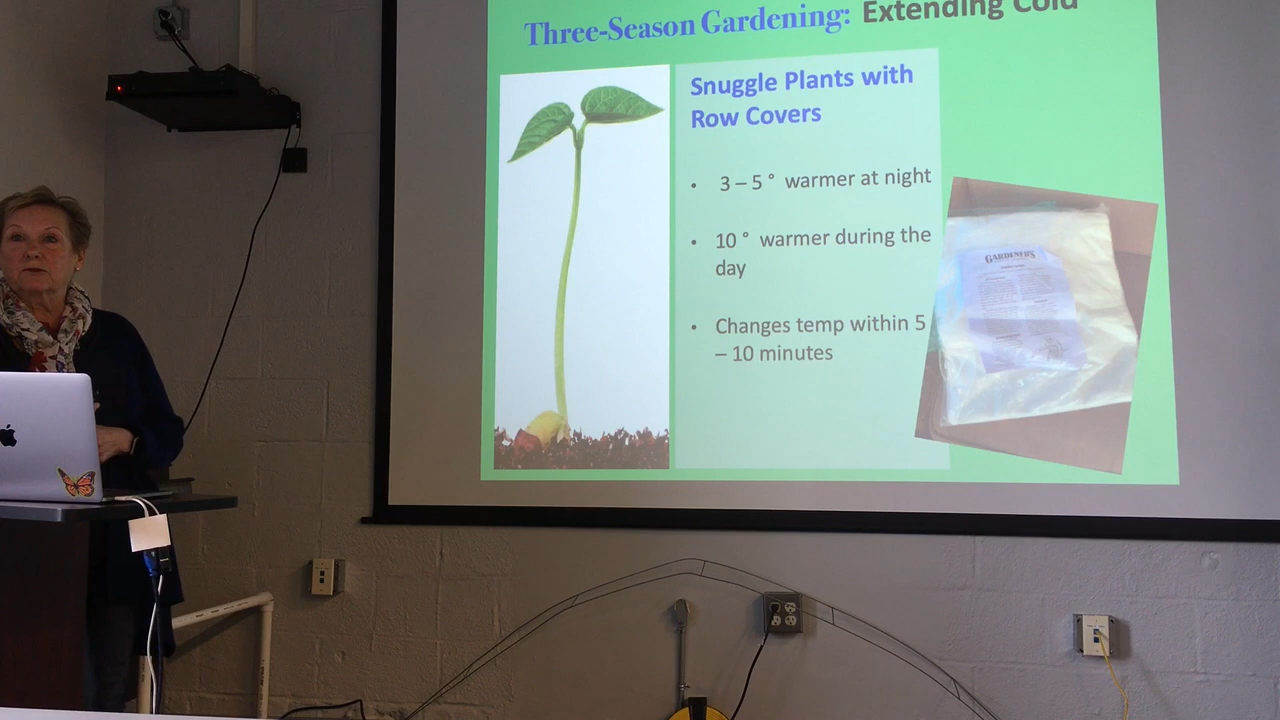 Three-Season Gardening: Extending Cold
Snuggle Plants with
Row Covers
• 3 – 5 ° warmer at night
• 10 ° warmer during the
day
• Changes temp within 5
– 10 minutes
GARDENER'S